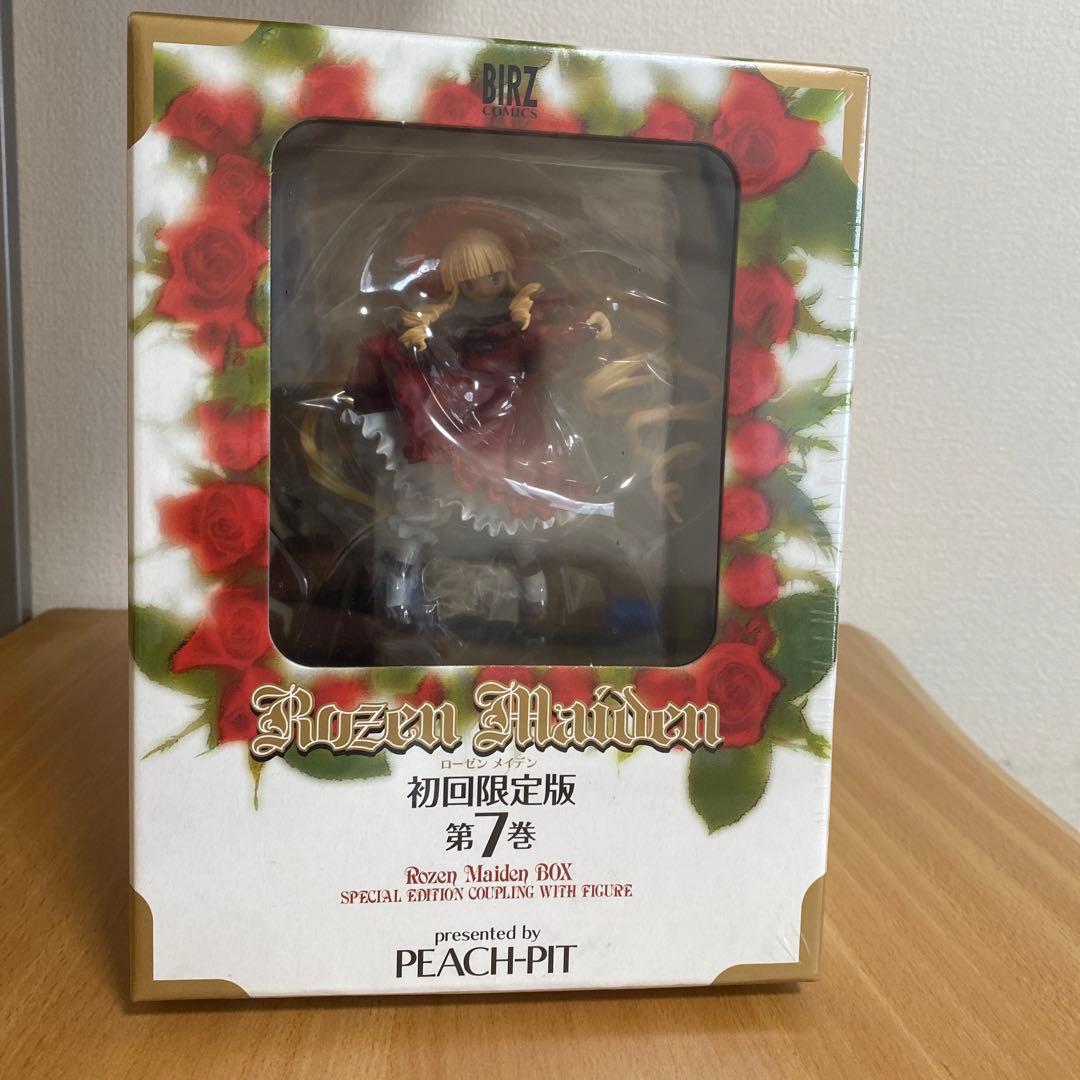 BIRZ
COMICS
Rozen Maiden
ローゼン メイデン
初回限定版
第7巻
Rozen Maiden BOX
SPECIAL EDITION COUPLING WITH FIGURE
presented by
PEACH-PIT